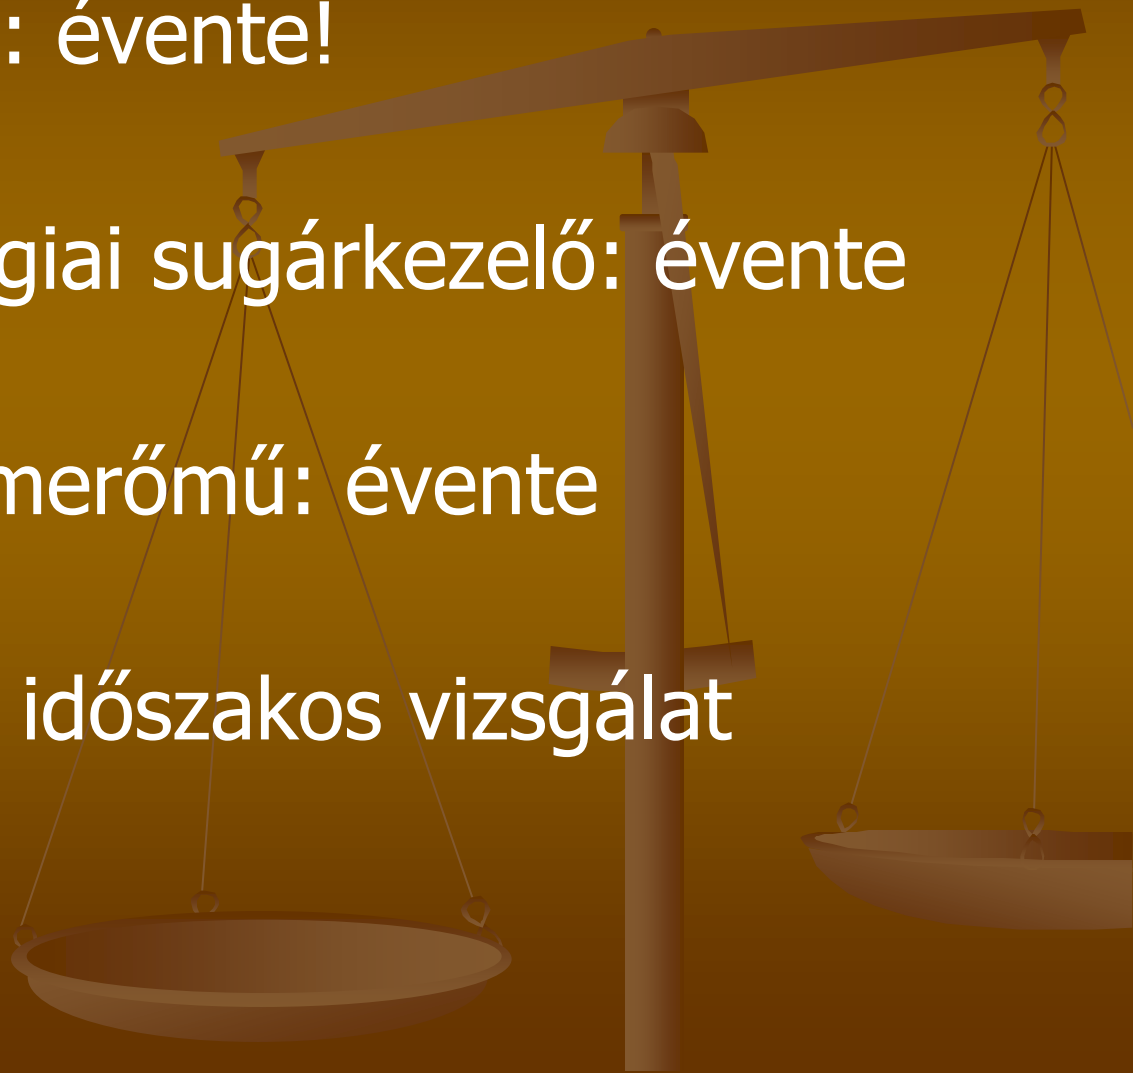 : évente!
giai sugárkezelő: évente
merőmű: évente
időszakos vizsgálat